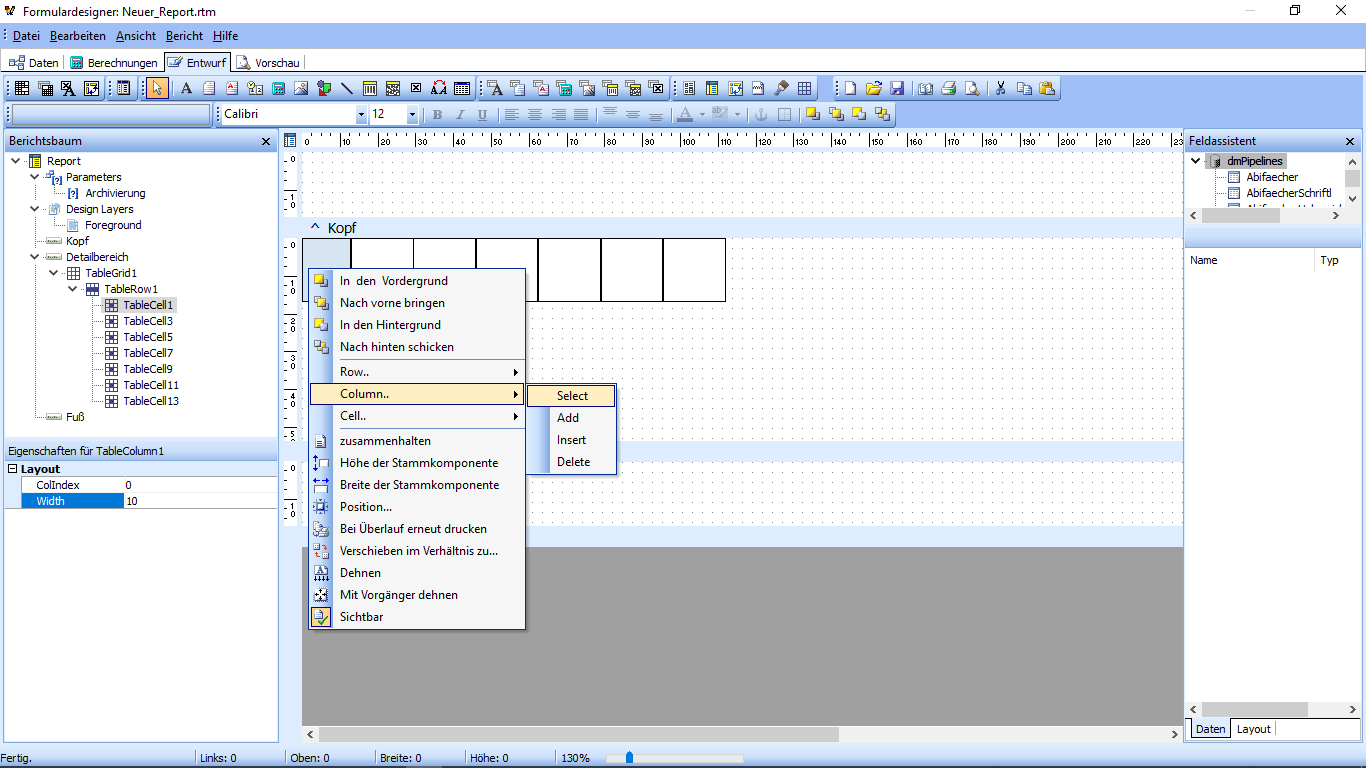 Formulardesigner: Neuer_Report.rtm
Datei Bearbeiten Ansicht Bericht Hilfe
Daten Berechnungen Entwurf Vorschau
Calibri 12 B I U
Berichtsbaum
Report
Parameters
Archivierung
Design Layers
Foreground
Kopf
Detailbereich
TableGrid1
TableRow1
TableCell1
TableCell3
TableCell5
TableCell7
TableCell9
TableCell11
TableCell13
Fuß
Eigenschaften für TableColumn1
Layout
ColIndex 0
Width 10
0 10 20 30 40 50 60 70 80 90 100 110 120 130 140 150 160 170 180 190 200 210 220 23
Kopf
In den Vordergrund
Nach vorne bringen
In den Hintergrund
Nach hinten schicken
Row..
Column..
Cell..
zusammenhalten
Höhe der Stammkomponente
Breite der Stammkomponente
Position...
Bei Überlauf erneut drucken
Verschieben im Verhältnis zu...
Dehnen
Mit Vorgänger dehnen
Sichtbar
Select
Add
Insert
Delete
Feldassistent
dmPipelines
Abifaecher
AbifaecherSchriftl
Name Typ
Daten Layout
Fertig. Links: 0 Oben: 0 Breite: 0 Höhe: 0 130%